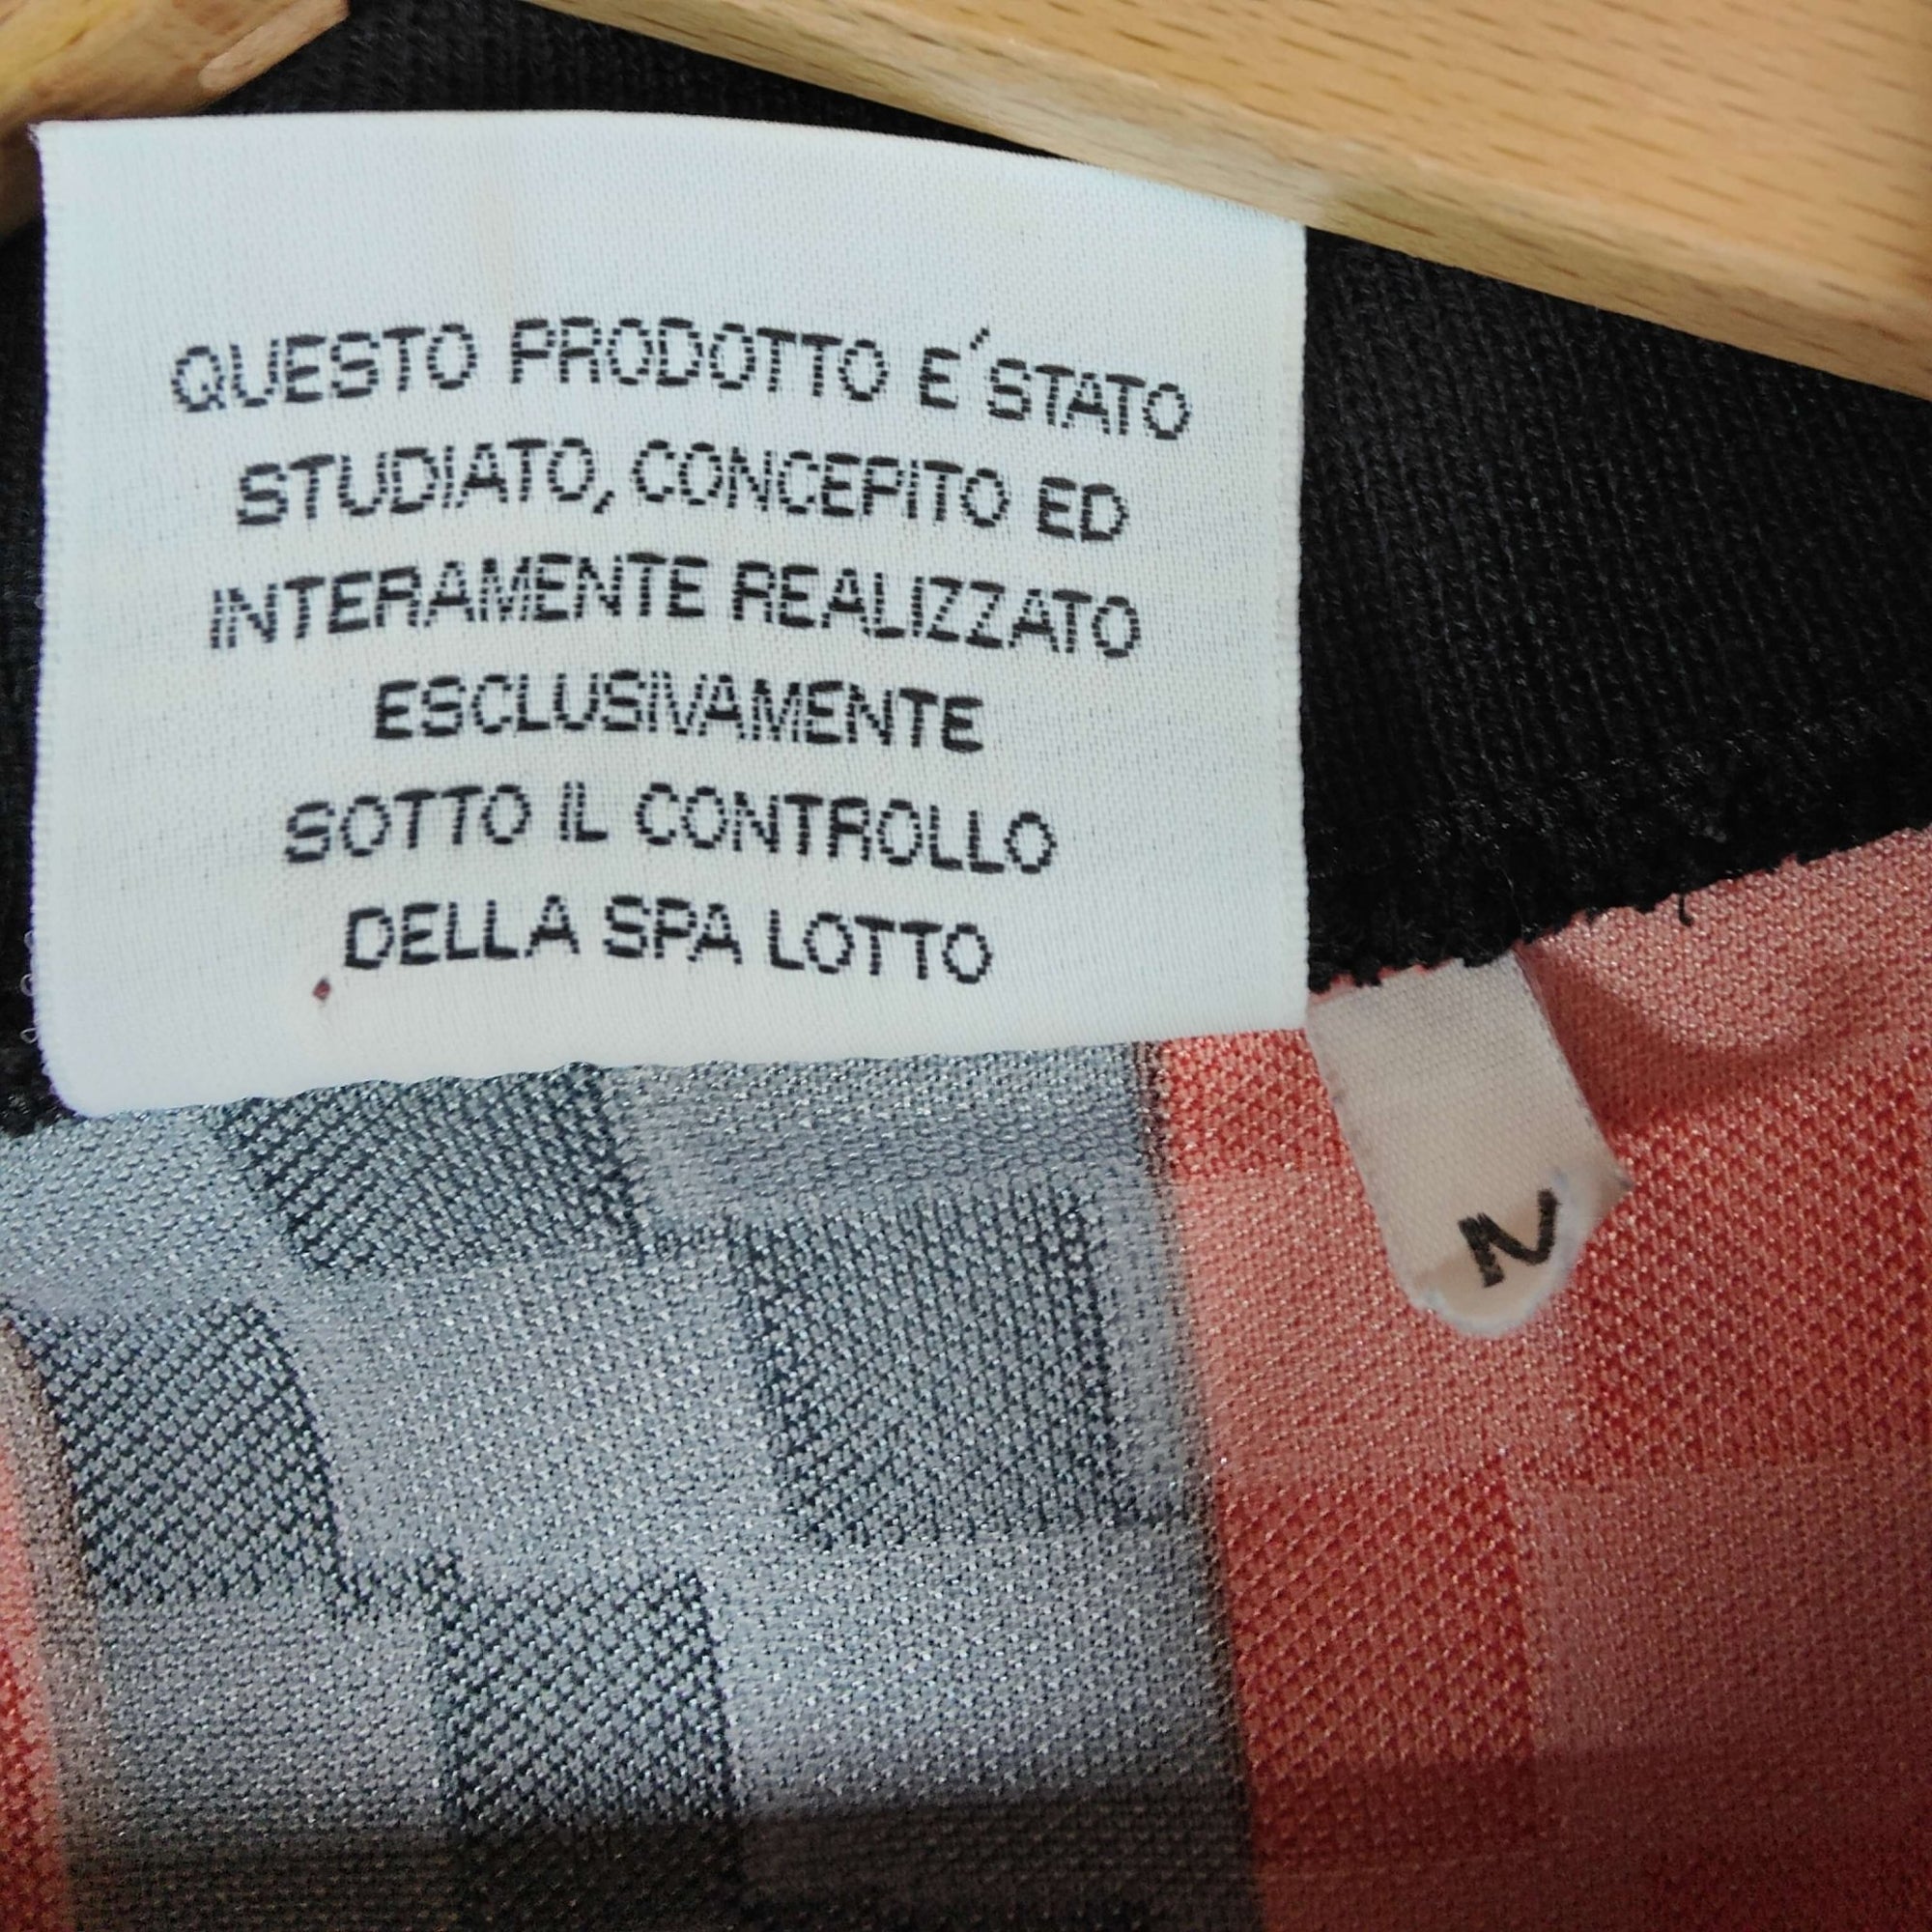 QUESTO PRODOTTO E´STATO
STUDIATO, CONCEPITO ED
INTERAMENTE REALIZZATO
ESCLUSIVAMENTE
SOTTO IL CONTROLLO
DELLA SPA LOTTO
N